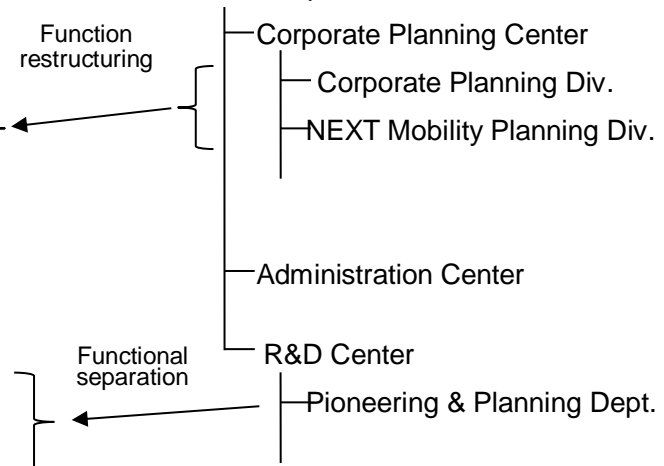 Function
restructuring
Corporate Planning Center
Corporate Planning Div.
NEXT Mobility Planning Div.
Administration Center
R&D Center
Functional
separation
Pioneering & Planning Dept.